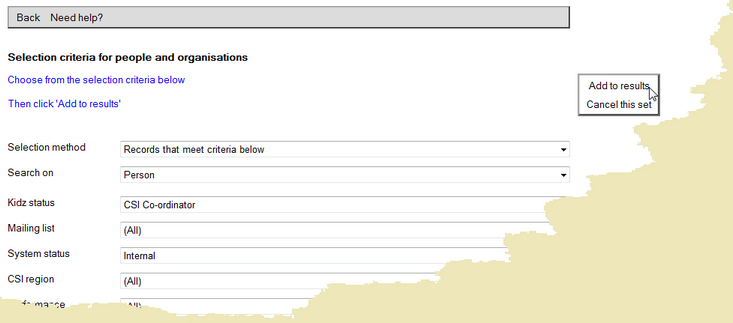 Back Need help?
Selection criteria for people and organisations
Choose from the selection criteria below
Then click 'Add to results'
Add to results
Cancel this set
Selection method Records that meet criteria below
Search on Person
Kidz status CSI Co-ordinator
Mailing list (All)
System status Internal
CSI region (All)
(All)